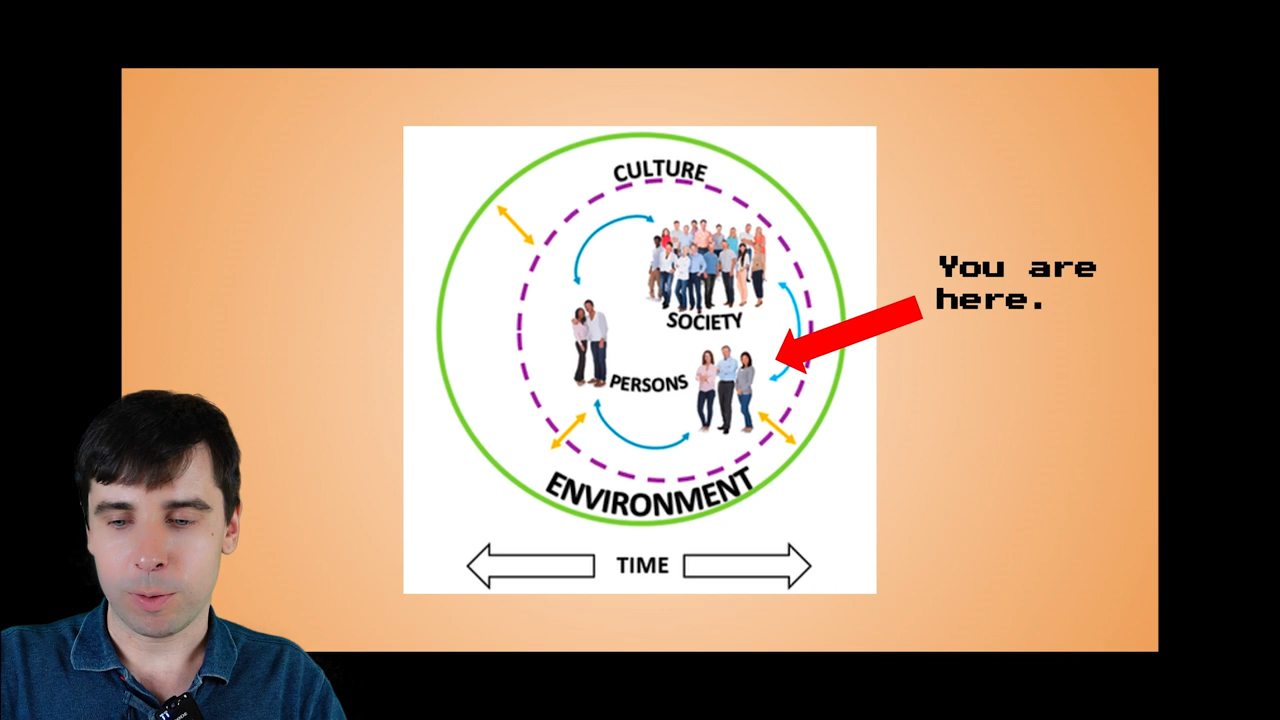 CULTURE
SOCIETY
You are
here.
PERSONS
ENVIRONMENT
TIME